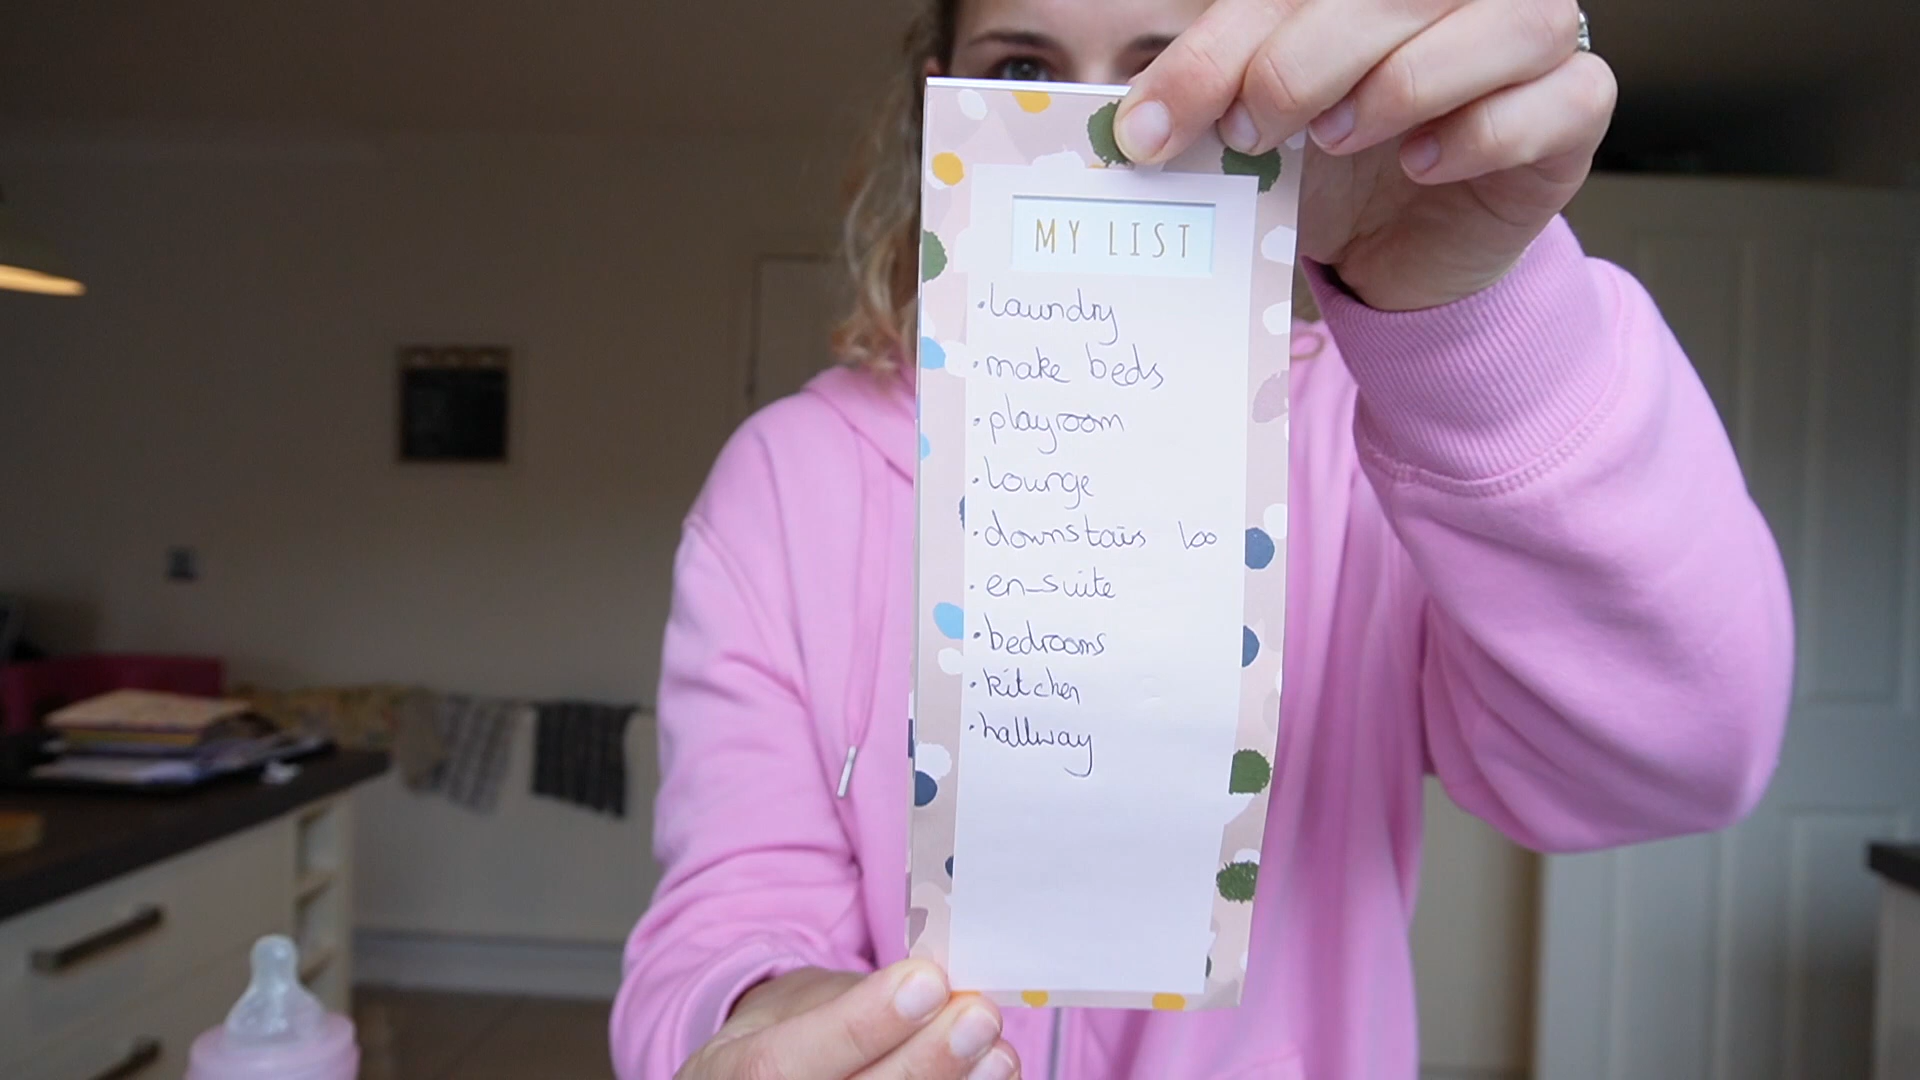 MY LIST
• laundry
• make beds
• playroom
• lounge
• downstairs loo
• en-suite
• bedrooms
• kitchen
• hallway